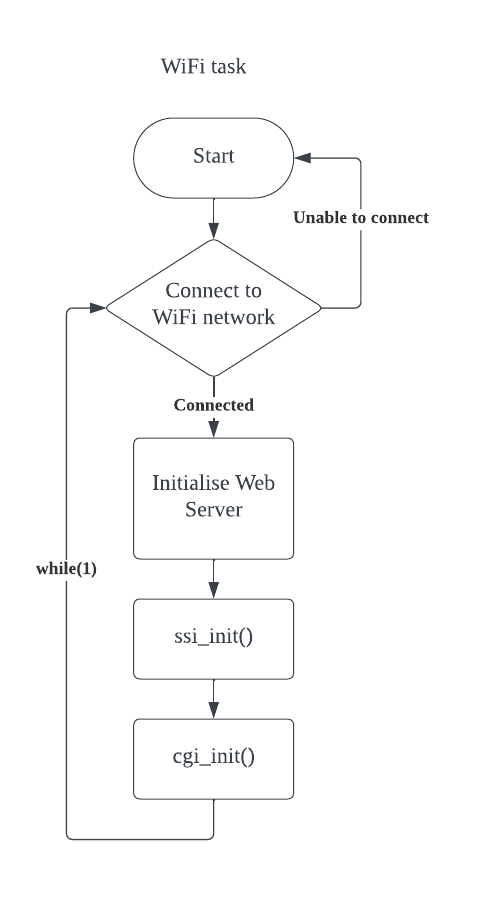 WiFi task
Start
Unable to connect
Connect to
WiFi network
Connected
Initialise Web
Server
while(1)
ssi_init()
cgi_init()